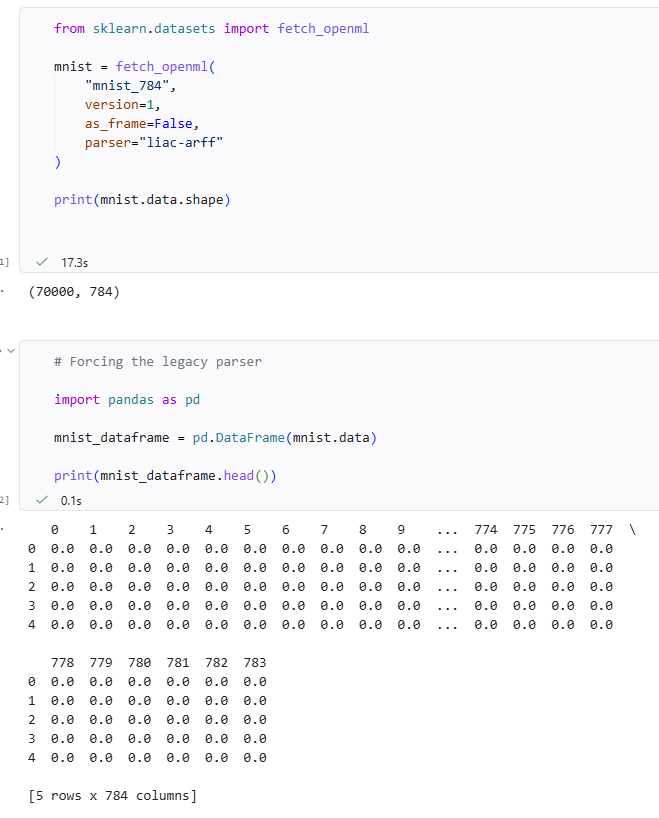 from sklearn.datasets import fetch_openml
mnist = fetch_openml(
"mnist_784",
version=1,
as_frame=False,
parser="liac-arff"
)
print(mnist.data.shape)
1]
17.3s
(70000, 784)
# Forcing the legacy parser
import pandas as pd
mnist_dataframe = pd.DataFrame(mnist.data)
print(mnist_dataframe.head())
2]
0.1s
0 1 2 3 4 5 6 7 8 9 ... 774 775 776 777 \
0 0.0 0.0 0.0 0.0 0.0 0.0 0.0 0.0 0.0 0.0 ... 0.0 0.0 0.0 0.0
1 0.0 0.0 0.0 0.0 0.0 0.0 0.0 0.0 0.0 0.0 ... 0.0 0.0 0.0 0.0
2 0.0 0.0 0.0 0.0 0.0 0.0 0.0 0.0 0.0 0.0 ... 0.0 0.0 0.0 0.0
3 0.0 0.0 0.0 0.0 0.0 0.0 0.0 0.0 0.0 0.0 ... 0.0 0.0 0.0 0.0
4 0.0 0.0 0.0 0.0 0.0 0.0 0.0 0.0 0.0 0.0 ... 0.0 0.0 0.0 0.0
778 779 780 781 782 783
0 0.0 0.0 0.0 0.0 0.0 0.0
1 0.0 0.0 0.0 0.0 0.0 0.0
2 0.0 0.0 0.0 0.0 0.0 0.0
3 0.0 0.0 0.0 0.0 0.0 0.0
4 0.0 0.0 0.0 0.0 0.0 0.0
[5 rows x 784 columns]